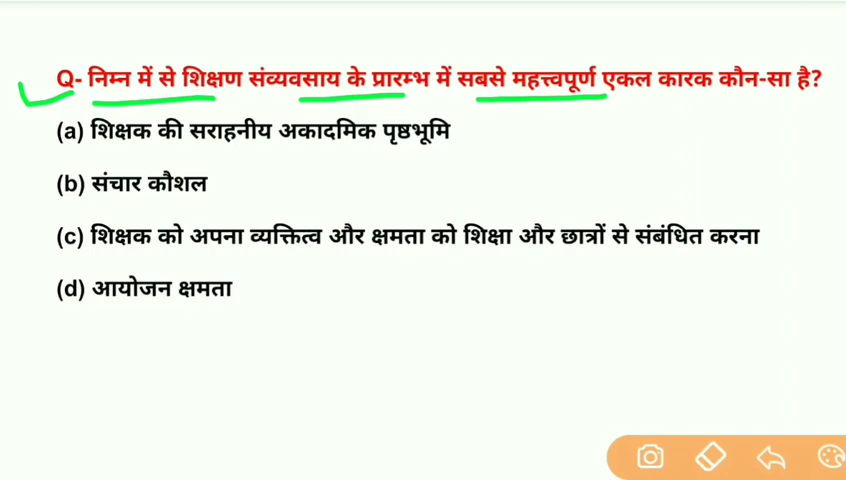 Q- निम्न में से शिक्षण संव्यवसाय के प्रारम्भ में सबसे महत्त्वपूर्ण एकल कारक कौन-सा है?
(a) शिक्षक की सराहनीय अकादमिक पृष्ठभूमि
(b) संचार कौशल
(c) शिक्षक को अपना व्यक्तित्व और क्षमता को शिक्षा और छात्रों से संबंधित करना
(d) आयोजन क्षमता